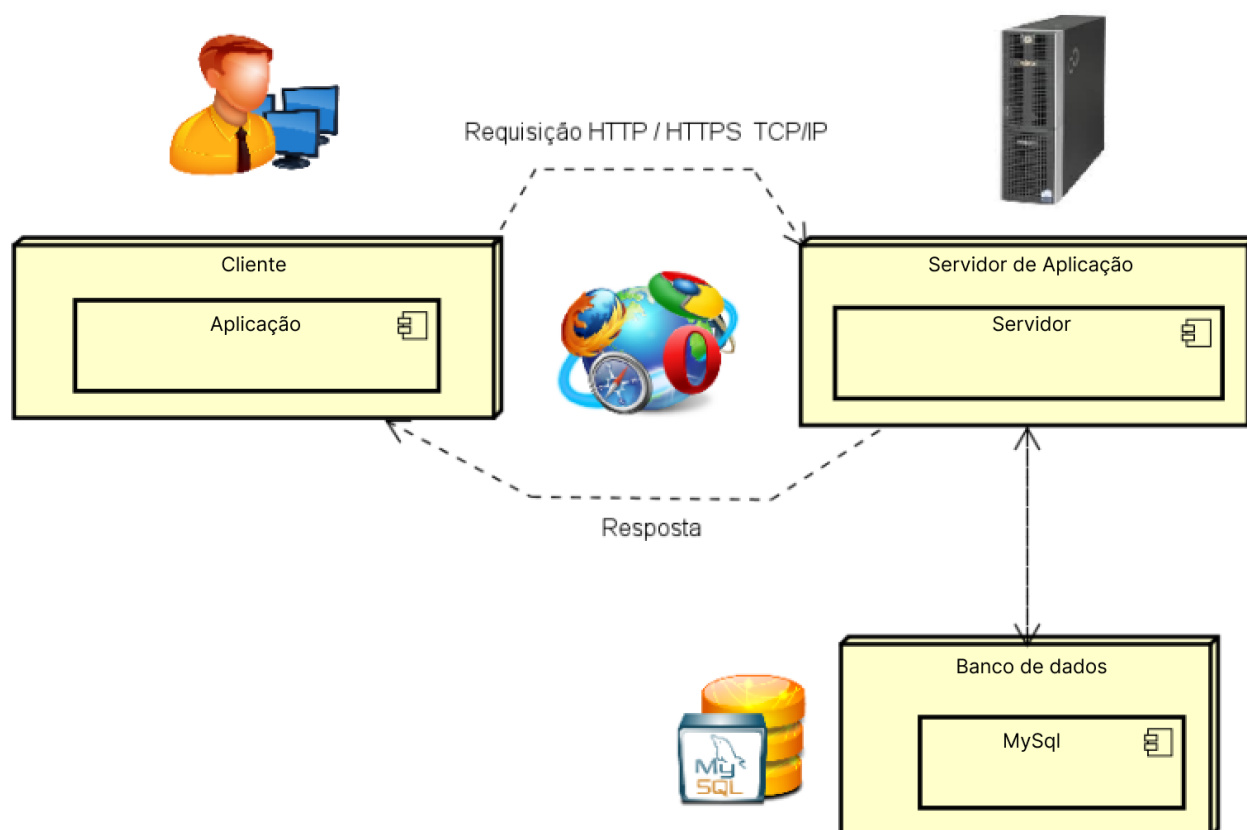 Requisição HTTP / HTTPS TCP/IP
Cliente
Aplicação
Servidor de Aplicação
Servidor
Resposta
Banco de dados
MySql
My
SQL